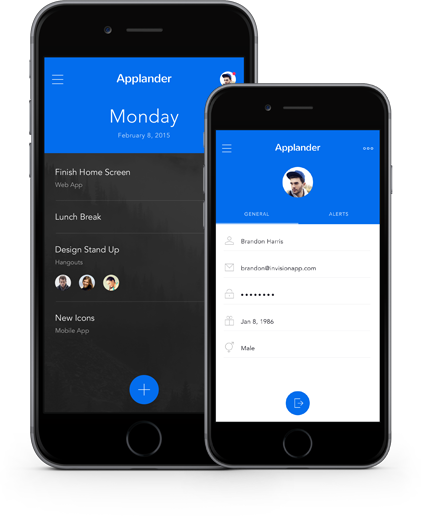 Applander
Monday
February 8, 2015
Finish Home Screen
Web App
Lunch Break
Design Stand Up
Hangouts
New Icons
Mobile App
Applander
GENERAL
ALERTS
Brandon Harris
brandon@invisionapp.com
Jan 8, 1986
Male